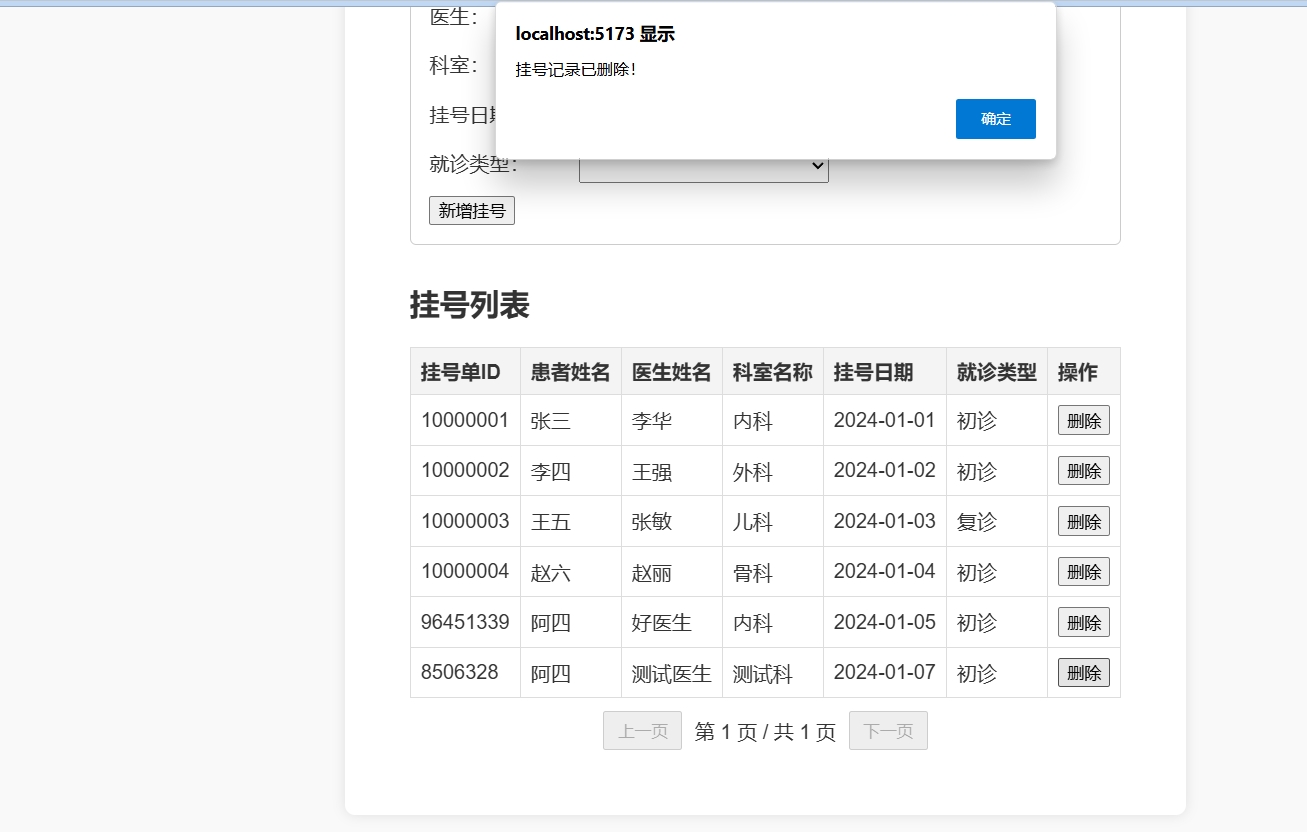 医生：
localhost:5173 显示
挂号记录已删除！
确定
科室：
挂号日期
就诊类型：
新增挂号
挂号列表
挂号单ID 患者姓名 医生姓名 科室名称 挂号日期 就诊类型 操作
10000001 张三 李华 内科 2024-01-01 初诊 删除
10000002 李四 王强 外科 2024-01-02 初诊 删除
10000003 王五 张敏 儿科 2024-01-03 复诊 删除
10000004 赵六 赵丽 骨科 2024-01-04 初诊 删除
96451339 阿四 好医生 内科 2024-01-05 初诊 删除
8506328 阿四 测试医生 测试科 2024-01-07 初诊 删除
上一页 第 1 页 / 共 1 页 下一页